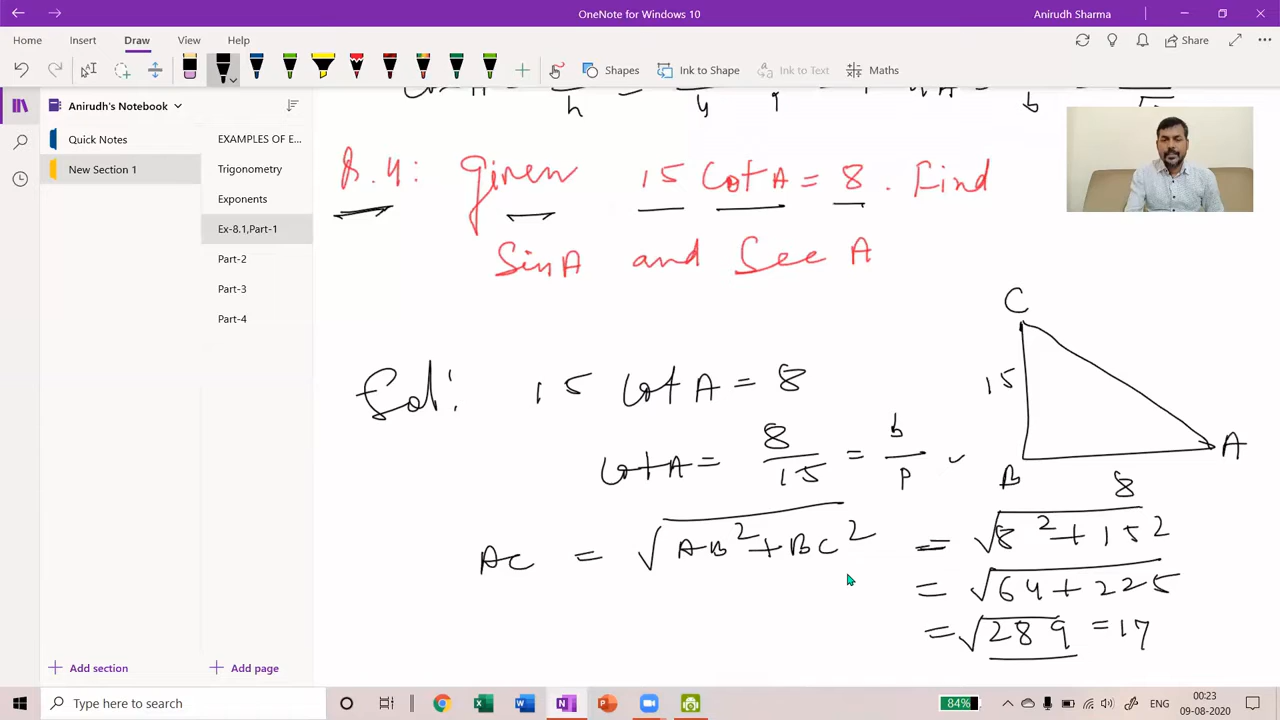 OneNote for Windows 10
Anirudh Sharma
Home Insert Draw View Help
Share
Shapes Ink to Shape Ink to Text Maths
Anirudh's Notebook
Quick Notes
New Section 1
EXAMPLES OF E...
Trigonometry
Exponents
Ex-8.1,Part-1
Part-2
Part-3
Part-4
Q.4: Given 15 Cot A = 8 . Find
Sin A and Sec A
Sol: 15 Cot A = 8
Cot A = 8/15 = b/p
AC = √AB²+BC² = √8²+15²
= √64+225
= √289 = 17
C
15
B
8
A
Add section
Add page
Type here to search
84%
ENG
00:23
09-08-2020